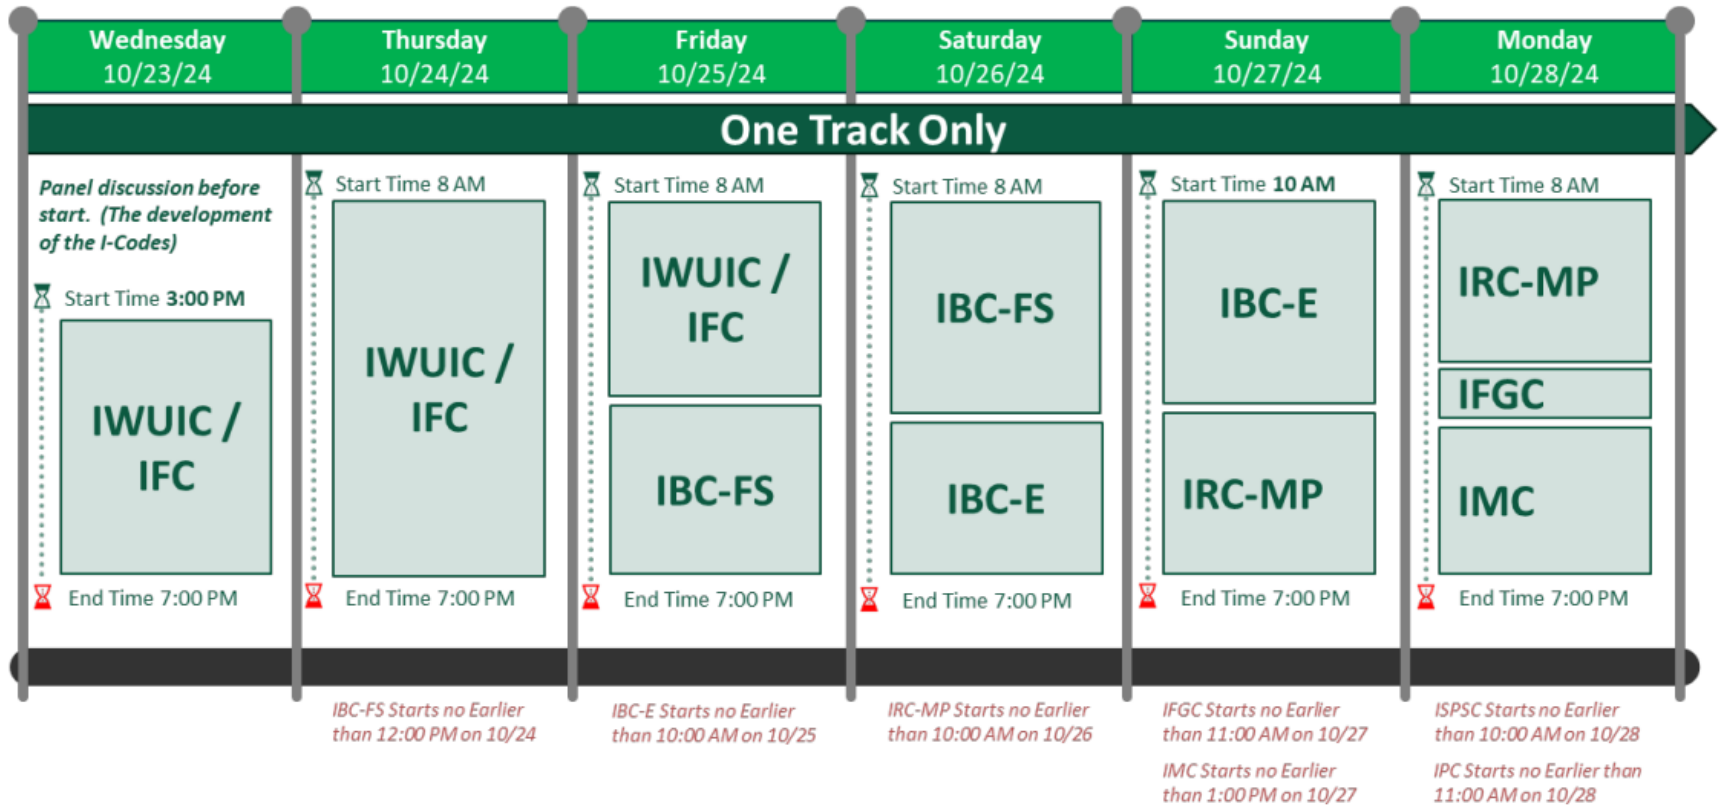 Wednesday
10/23/24
Thursday
10/24/24
Friday
10/25/24
Saturday
10/26/24
Sunday
10/27/24
Monday
10/28/24
One Track Only
Panel discussion before
start. (The development
of the I-Codes)
Start Time 3:00 PM
IWUIC /
IFC
End Time 7:00 PM
Start Time 8 AM
IWUIC /
IFC
End Time 7:00 PM
IBC-FS Starts no Earlier
than 12:00 PM on 10/24
Start Time 8 AM
IWUIC /
IFC
IBC-FS
End Time 7:00 PM
IBC-E Starts no Earlier
than 10:00 AM on 10/25
Start Time 8 AM
IBC-FS
IBC-E
End Time 7:00 PM
IRC-MP Starts no Earlier
than 10:00 AM on 10/26
Start Time 10 AM
IBC-E
IRC-MP
End Time 7:00 PM
IFGC Starts no Earlier
than 11:00 AM on 10/27
IMC Starts no Earlier
than 1:00 PM on 10/27
Start Time 8 AM
IRC-MP
IFGC
IMC
End Time 7:00 PM
ISPSC Starts no Earlier
than 10:00 AM on 10/28
IPC Starts no Earlier than
11:00 AM on 10/28